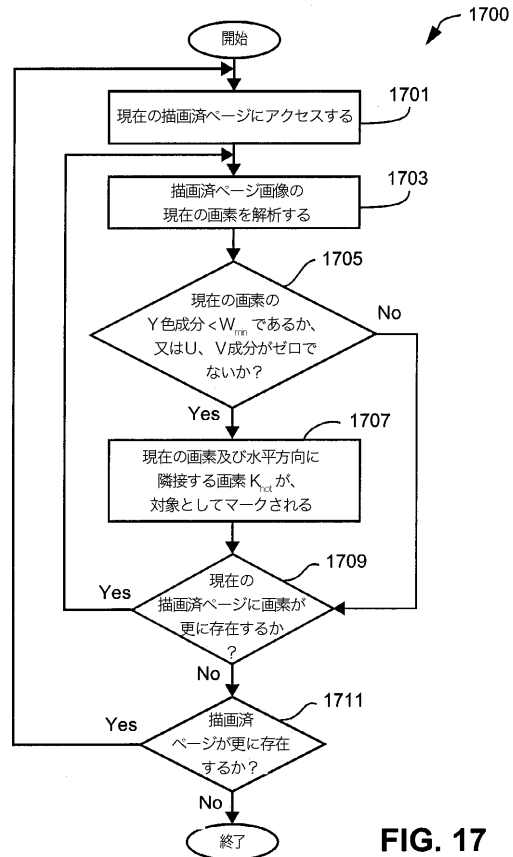 1700
開始
現在の描画済ページにアクセスする
1701
描画済ページ画像の
現在の画素を解析する
1703
1705
現在の画素の
Y色成分<Wminであるか、
又はU、V成分がゼロで
ないか?
No
Yes
1707
現在の画素及び水平方向に
隣接する画素Khotが、
対象としてマークされる
1709
現在の
描画済ページに画素が
更に存在するか
?
Yes
No
1711
描画済
ページが更に存在
するか?
Yes
No
終了
FIG. 17